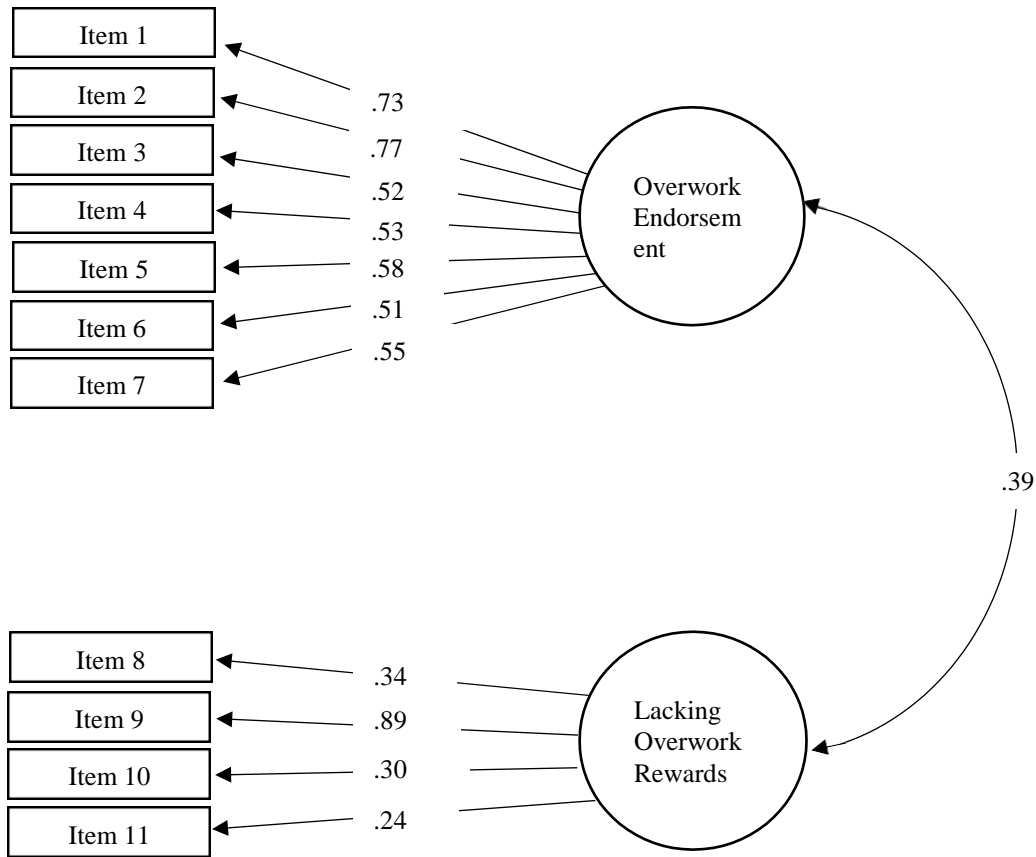 Item 1
Item 2
Item 3
Item 4
Item 5
Item 6
Item 7
.73
.77
.52
.53
.58
.51
.55
Overwork
Endorsem
ent
.39
Item 8
Item 9
Item 10
Item 11
.34
.89
.30
.24
Lacking
Overwork
Rewards